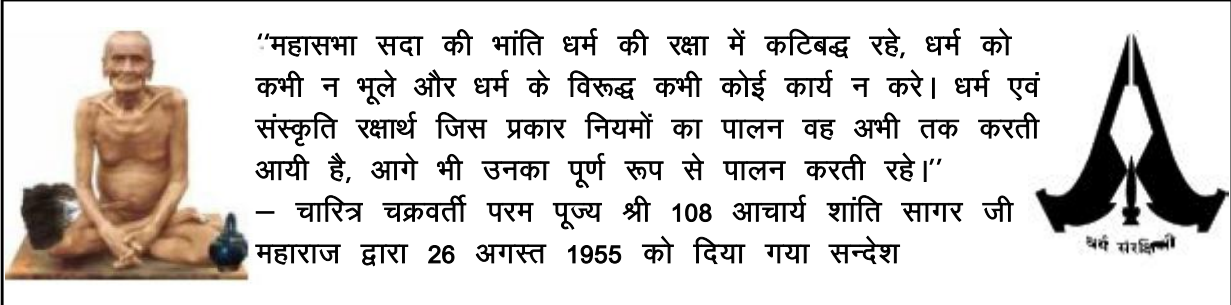 “महासभा सदा की भांति धर्म की रक्षा में कटिबद्ध रहे, धर्म को
कभी न भूले और धर्म के विरूद्ध कभी कोई कार्य न करे। धर्म एवं
संस्कृति रक्षार्थ जिस प्रकार नियमों का पालन वह अभी तक करती
आयी है, आगे भी उनका पूर्ण रूप से पालन करती रहे।”
– चारित्र चक्रवर्ती परम पूज्य श्री 108 आचार्य शांति सागर जी
महाराज द्वारा 26 अगस्त 1955 को दिया गया सन्देश
धर्म संरक्षिणी